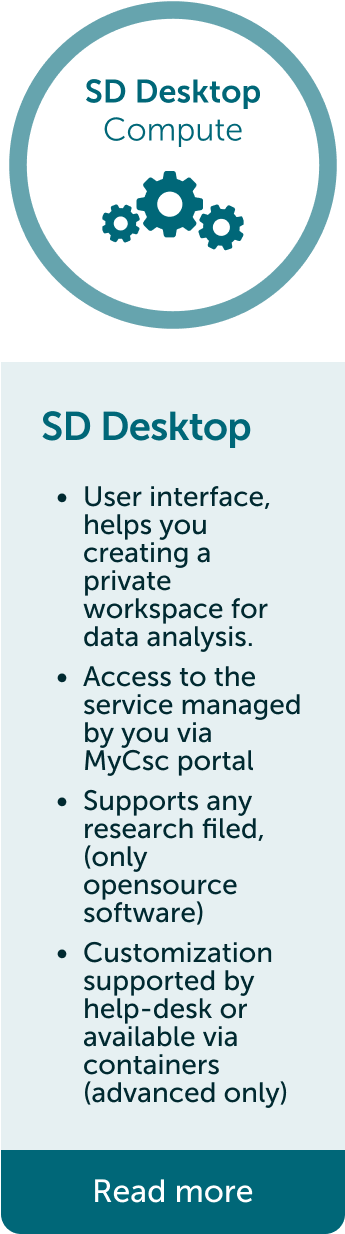 SD Desktop
Compute
SD Desktop
• User interface,
helps you
creating a
private
workspace for
data analysis.
• Access to the
service managed
by you via
MyCsc portal
• Supports any
research filed,
(only
opensource
software)
• Customization
supported by
help-desk or
available via
containers
(advanced only)
Read more